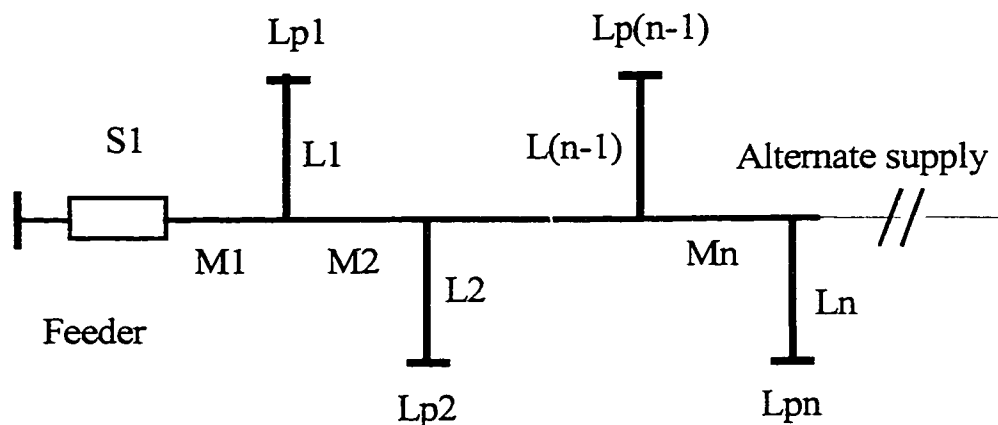 Lp1
Lp(n-1)
S1
L1
L(n-1)
Alternate supply
M1
M2
Mn
L2
Ln
Feeder
Lp2
Lpn